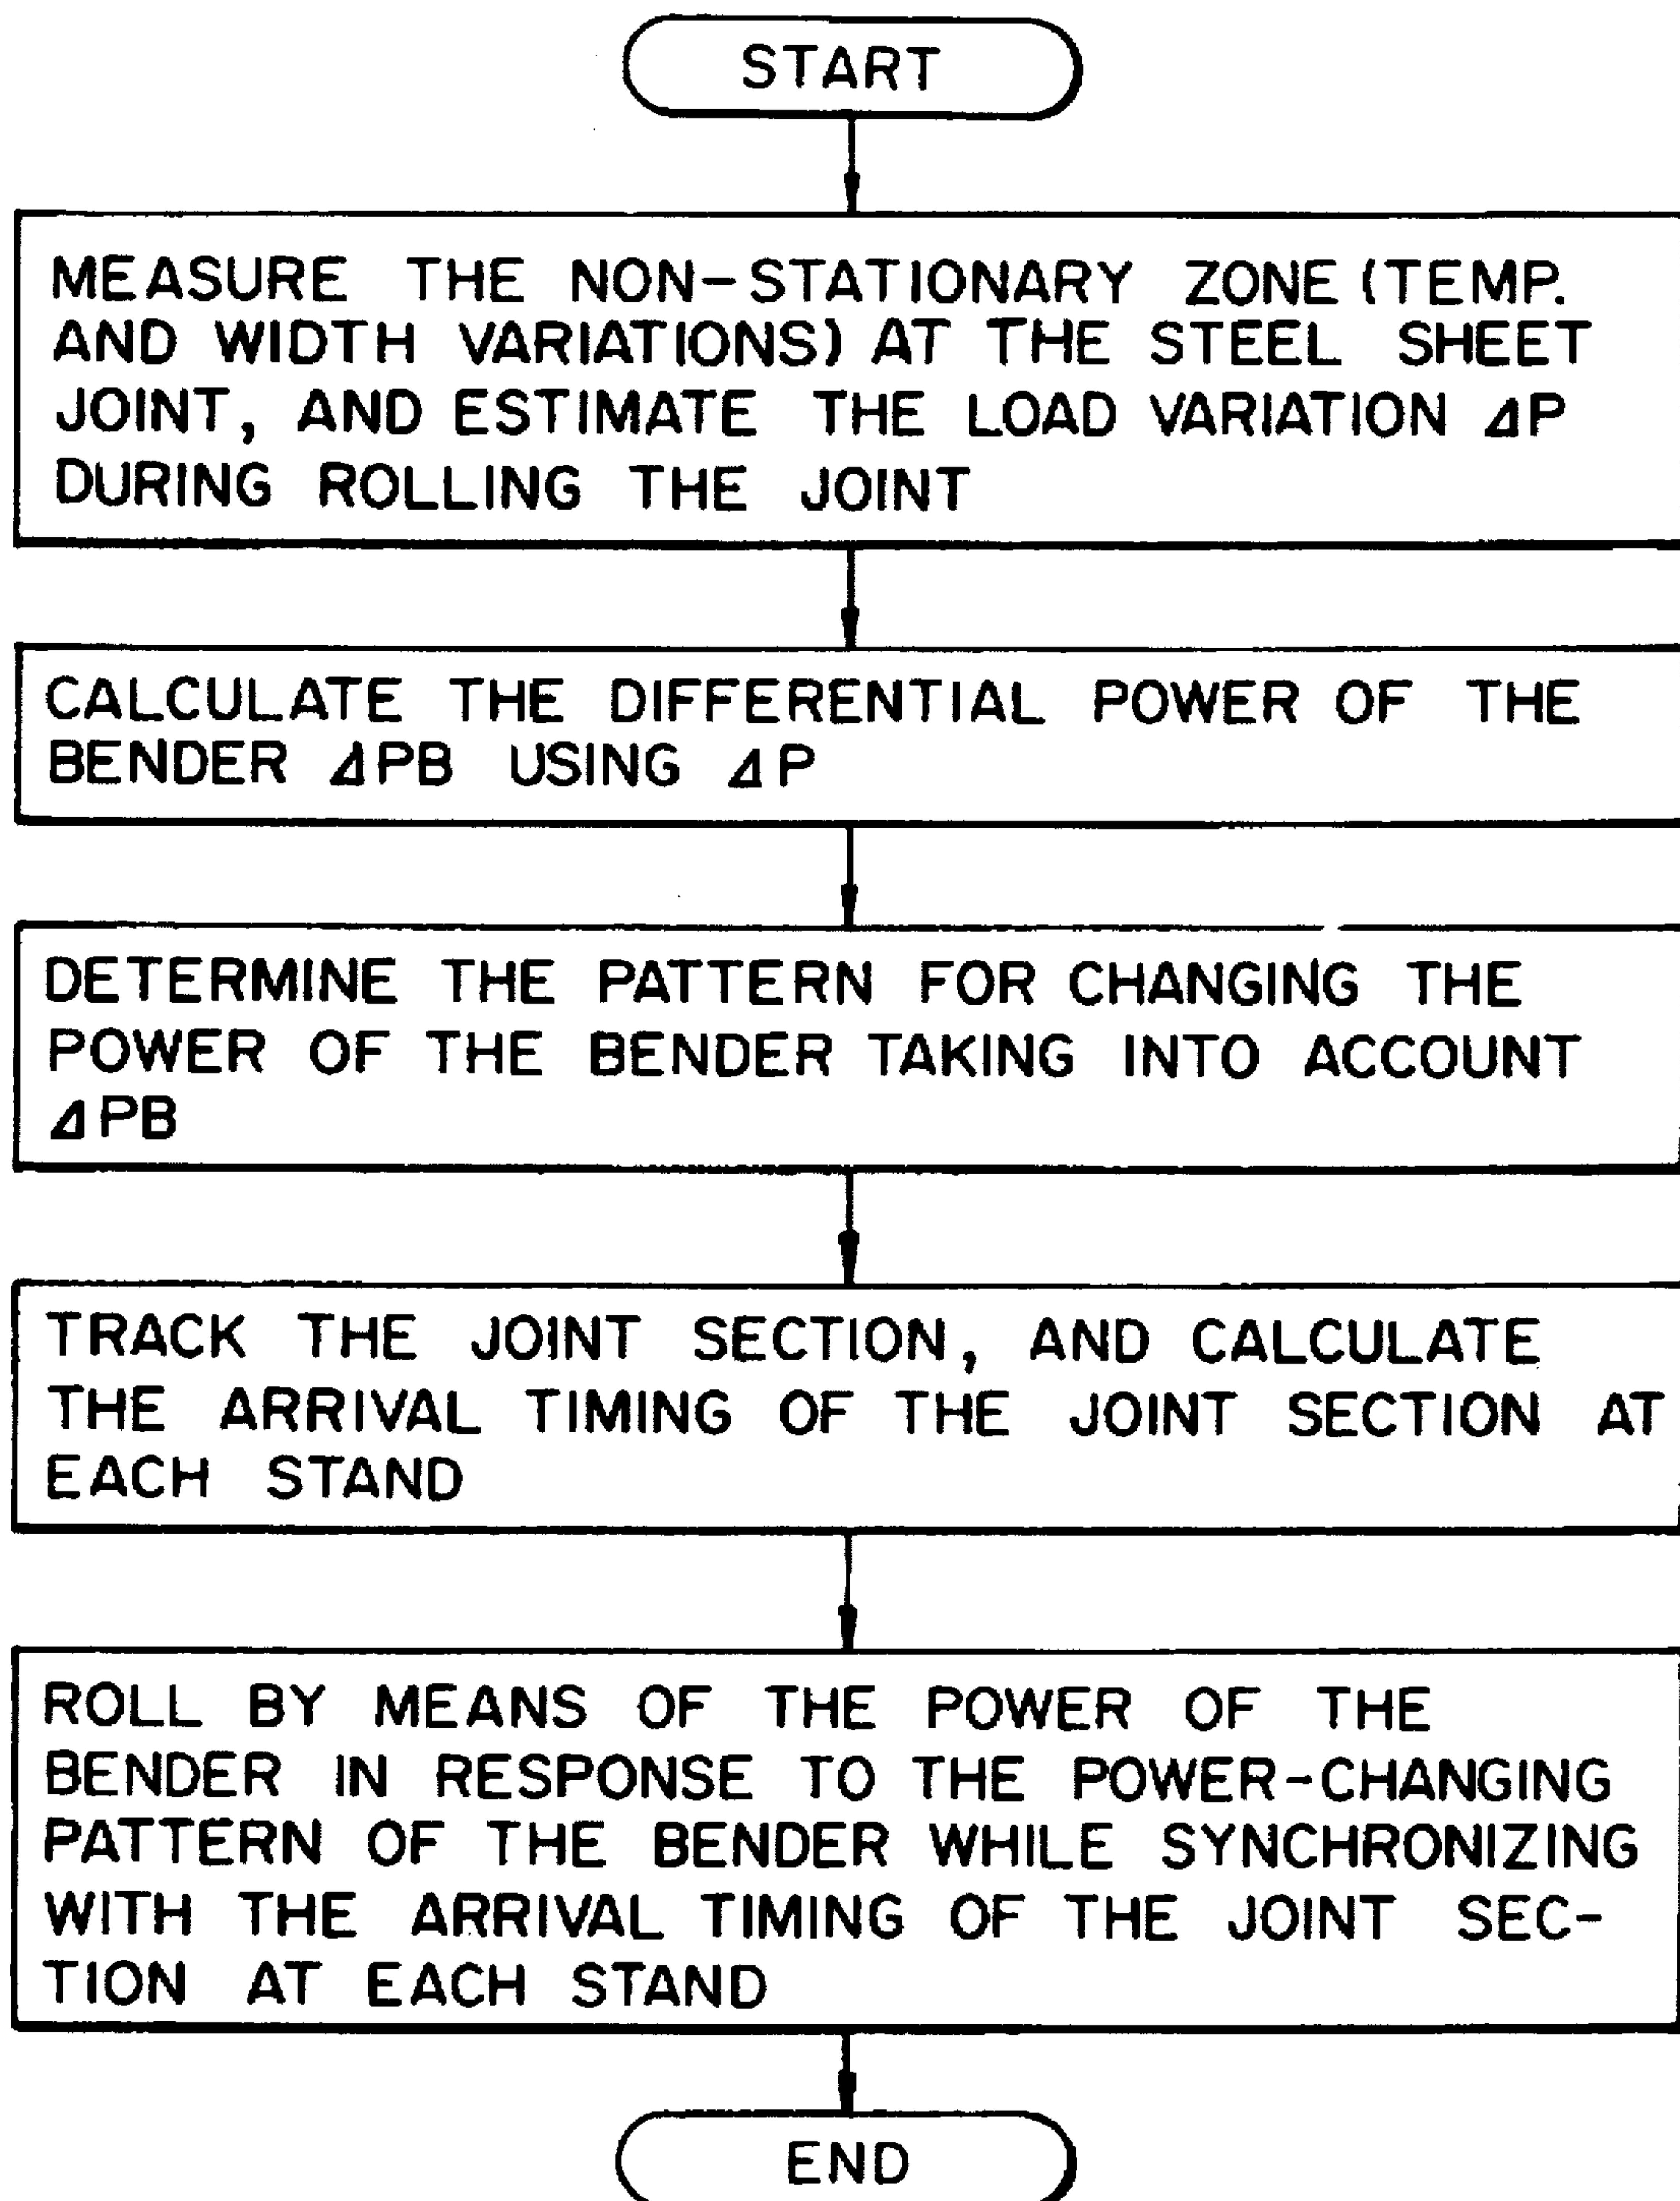 START
MEASURE THE NON-STATIONARY ZONE (TEMP.
AND WIDTH VARIATIONS) AT THE STEEL SHEET
JOINT, AND ESTIMATE THE LOAD VARIATION ⊿P
DURING ROLLING THE JOINT
CALCULATE THE DIFFERENTIAL POWER OF THE
BENDER ⊿PB USING ⊿P
DETERMINE THE PATTERN FOR CHANGING THE
POWER OF THE BENDER TAKING INTO ACCOUNT
⊿PB
TRACK THE JOINT SECTION, AND CALCULATE
THE ARRIVAL TIMING OF THE JOINT SECTION AT
EACH STAND
ROLL BY MEANS OF THE POWER OF THE
BENDER IN RESPONSE TO THE POWER-CHANGING
PATTERN OF THE BENDER WHILE SYNCHRONIZING
WITH THE ARRIVAL TIMING OF THE JOINT SEC-
TION AT EACH STAND
END